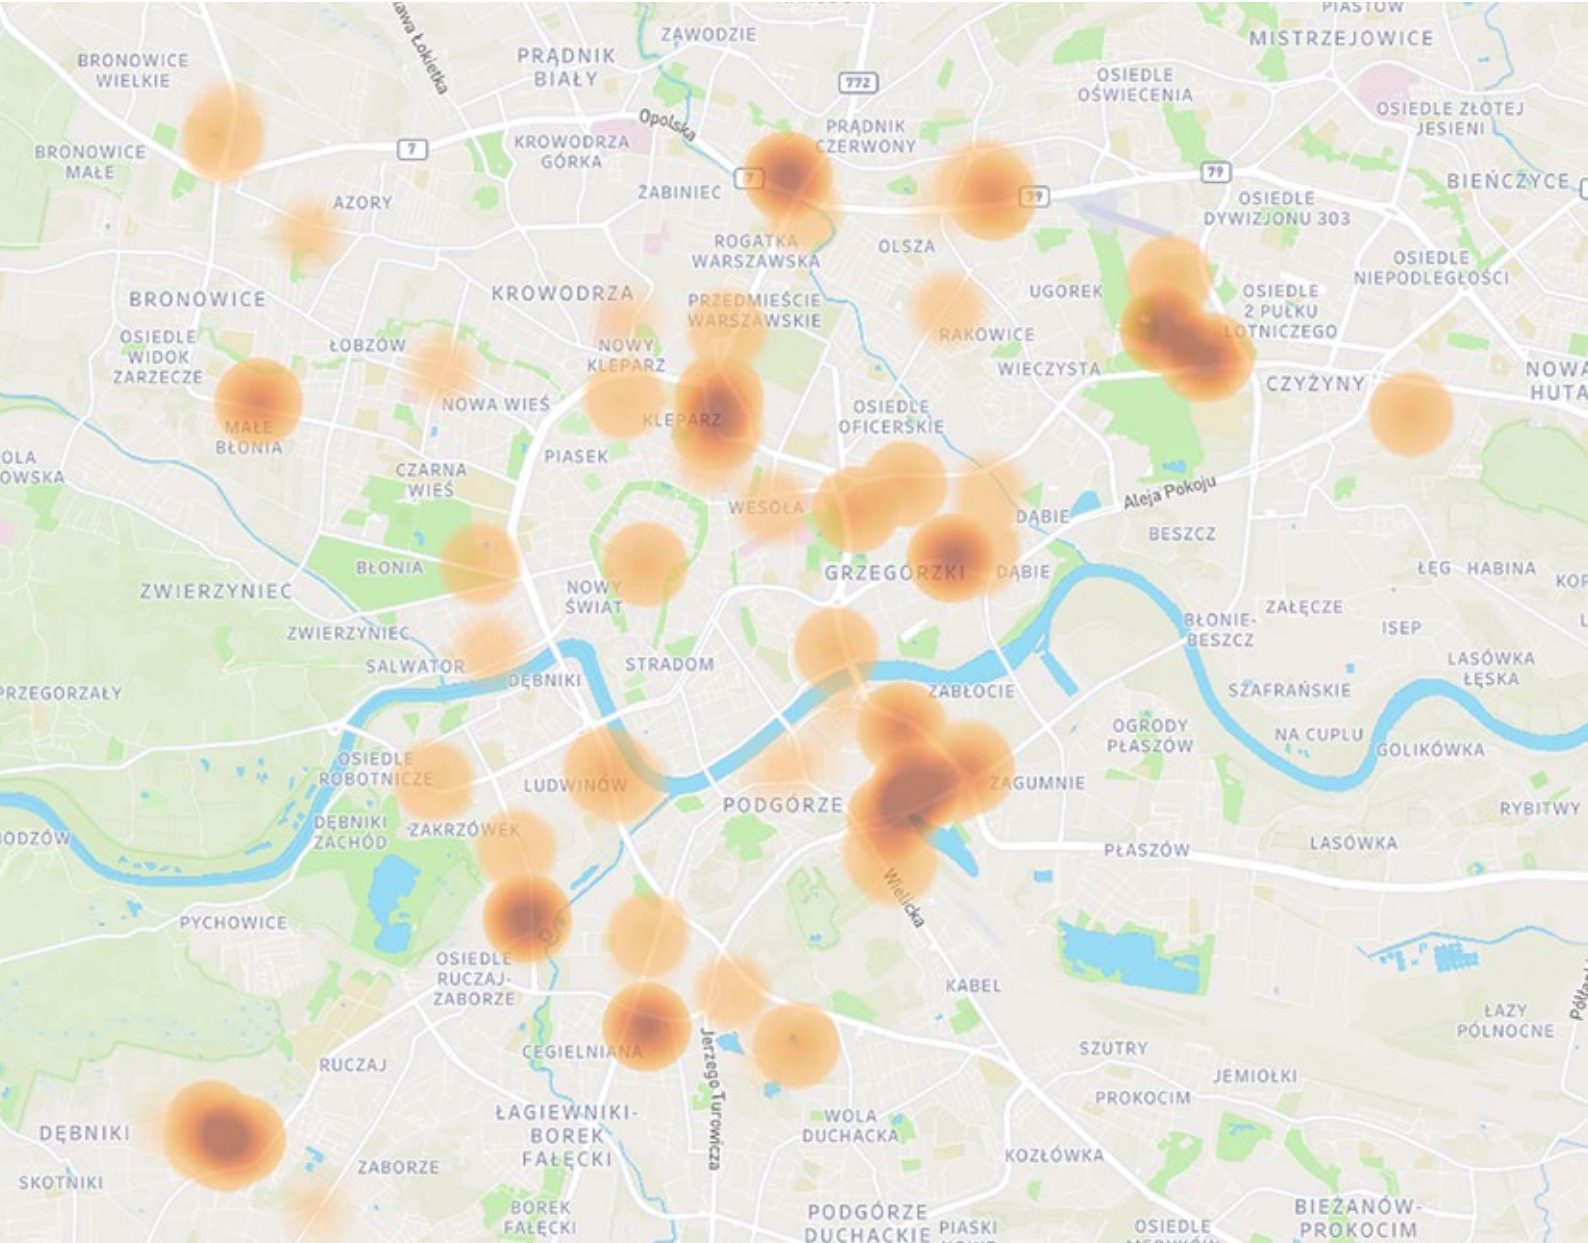 PIASTÓW
ZAWODZIE
MISTRZEJOWICE
BRONOWICE
WIELKIE
PRĄDNIK
BIAŁY
772
OSIEDLE
OŚWIECENIA
OSIEDLE ZŁOTEJ
JESIENI
Opolska
PRĄDNIK
CZERWONY
7
KROWODRZA
GÓRKA
BRONOWICE
MAŁE
7
79
79
BIEŃCZYCE
ŻABINIEC
AZORY
OSIEDLE
DYWIZJONU 303
ROGATKA
WARSZAWSKA
OLSZA
OSIEDLE
NIEPODLEGŁOŚCI
BRONOWICE
KROWODRZA
PRZEDMIEŚCIE
WARSZAWSKIE
UGOREK
OSIEDLE
2 PUŁKU
LOTNICZEGO
RAKOWICE
OSIEDLE
WIDOK
ZARZECZE
ŁOBZÓW
NOWY
KLEPARZ
WIECZYSTA
CZYŻYNY
NOWA
HUTA
NOWA WIEŚ
KLEPARZ
OSIEDLE
OFICERSKIE
MAŁE
BŁONIA
OLA
OWSKA
PIASEK
CZARNA
WIEŚ
Aleja Pokoju
WESOŁA
DĄBIE
BESZCZ
BŁONIA
GRZEGÓRZKI
DĄBIE
ŁĘG
HABINA
ZWIERZYNIEC
NOWY
ŚWIAT
ZAŁĘCZE
BŁONIE-
BESZCZ
ISEP
ZWIERZYNIEC
SALWATOR
STRADOM
LASÓWKA
ŁĘSKA
DĘBNIKI
ZABŁOCIE
SZAFRAŃSKIE
PRZEGORZAŁY
OGRODY
PŁASZÓW
NA CUPLU
GOLIKÓWKA
OSIEDLE
ROBOTNICZE
LUDWINÓW
ZAGUMNIE
PODGÓRZE
RYBITWY
ODZÓW
DĘBNIKI
ZACHÓD
ZAKRZÓWEK
PŁASZÓW
LASÓWKA
Wielicka
PYCHOWICE
OSIEDLE
RUCZAJ-
ZABORZE
KABEL
ŁAZY
PÓŁNOCNE
RUCZAJ
CEGIELNIANA
Jerzego Turowicza
SZUTRY
JEMIOŁKI
PROKOCIM
DĘBNIKI
ŁAGIEWNIKI-
BOREK
FAŁĘCKI
WOLA
DUCHACKA
KOZŁÓWKA
SKOTNIKI
ZABORZE
BOREK
FAŁĘCKI
PODGÓRZE
DUCHACKIE
PIASKI
OSIEDLE
BIEŻANÓW-
PROKOCIM